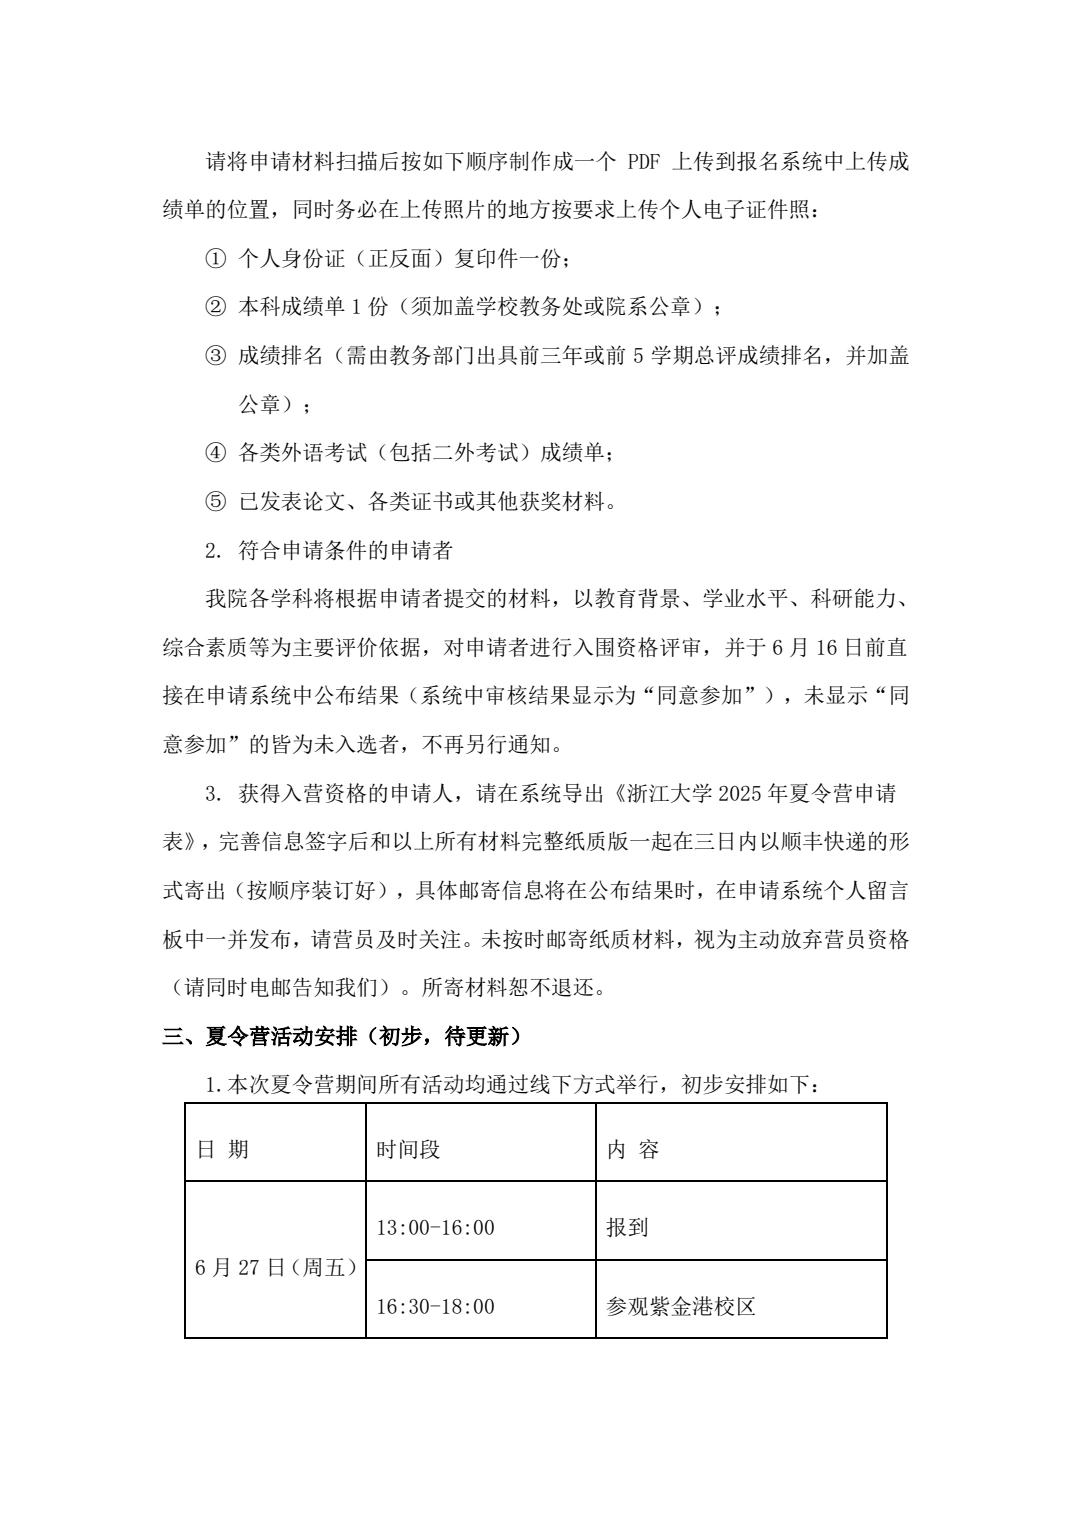 请将申请材料扫描后按如下顺序制作成一个 PDF 上传到报名系统中上传成
绩单的位置，同时务必在上传照片的地方按要求上传个人电子证件照：
① 个人身份证（正反面）复印件一份；
② 本科成绩单 1 份（须加盖学校教务处或院系公章）；
③ 成绩排名（需由教务部门出具前三年或前 5 学期总评成绩排名，并加盖
公章）；
④ 各类外语考试（包括二外考试）成绩单；
⑤ 已发表论文、各类证书或其他获奖材料。
2. 符合申请条件的申请者
我院各学科将根据申请者提交的材料，以教育背景、学业水平、科研能力、
综合素质等为主要评价依据，对申请者进行入围资格评审，并于 6 月 16 日前直
接在申请系统中公布结果（系统中审核结果显示为“同意参加”），未显示“同
意参加”的皆为未入选者，不再另行通知。
3. 获得入营资格的申请人，请在系统导出《浙江大学 2025 年夏令营申请
表》，完善信息签字后和以上所有材料完整纸质版一起在三日内以顺丰快递的形
式寄出（按顺序装订好），具体邮寄信息将在公布结果时，在申请系统个人留言
板中一并发布，请营员及时关注。未按时邮寄纸质材料，视为主动放弃营员资格
（请同时电邮告知我们）。所寄材料恕不退还。
三、夏令营活动安排（初步，待更新）
1.本次夏令营期间所有活动均通过线下方式举行，初步安排如下：
日 期 时间段 内 容
13:00-16:00 报到
6 月 27 日（周五）
16:30-18:00 参观紫金港校区